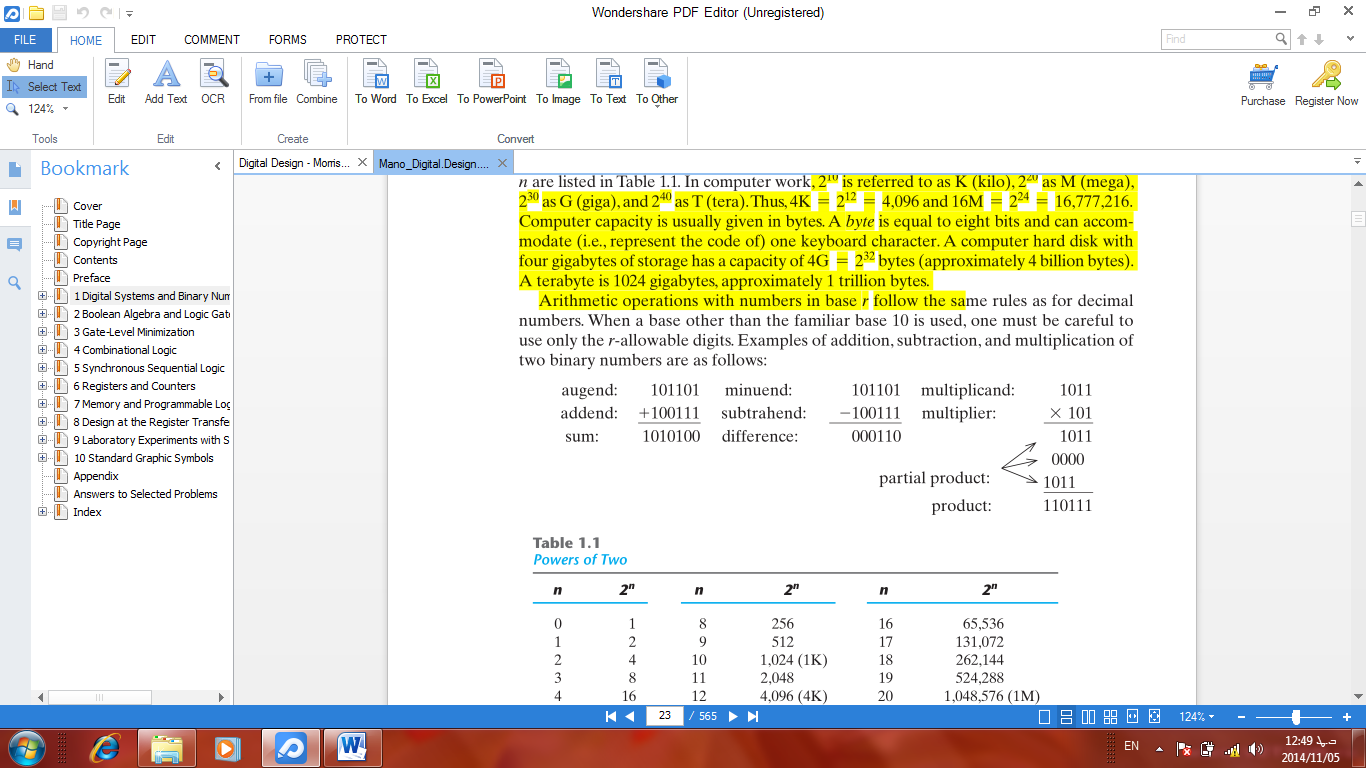 Wondershare PDF Editor (Unregistered)
FILE HOME EDIT COMMENT FORMS PROTECT Find
Hand
Select Text
124%
Edit Add Text OCR From file Combine To Word To Excel To PowerPoint To Image To Text To Other Purchase Register Now
Tools Edit Create Convert
Digital Design - Morris... Mano_Digital.Design....
Bookmark
Cover
Title Page
Copyright Page
Contents
Preface
1 Digital Systems and Binary Num
2 Boolean Algebra and Logic Gat
3 Gate-Level Minimization
4 Combinational Logic
5 Synchronous Sequential Logic
6 Registers and Counters
7 Memory and Programmable Log
8 Design at the Register Transfe
9 Laboratory Experiments with S
10 Standard Graphic Symbols
Appendix
Answers to Selected Problems
Index
n are listed in Table 1.1. In computer work, 2^10 is referred to as K (kilo), 2^20 as M (mega),
2^30 as G (giga), and 2^40 as T (tera). Thus, 4K = 2^12 = 4,096 and 16M = 2^24 = 16,777,216.
Computer capacity is usually given in bytes. A byte is equal to eight bits and can accom-
modate (i.e., represent the code of) one keyboard character. A computer hard disk with
four gigabytes of storage has a capacity of 4G = 2^32 bytes (approximately 4 billion bytes).
A terabyte is 1024 gigabytes, approximately 1 trillion bytes.
Arithmetic operations with numbers in base r follow the same rules as for decimal
numbers. When a base other than the familiar base 10 is used, one must be careful to
use only the r-allowable digits. Examples of addition, subtraction, and multiplication of
two binary numbers are as follows:
augend: 101101 minuend: 101101 multiplicand: 1011
addend: +100111 subtrahend: −100111 multiplier: × 101
sum: 1010100 difference: 000110 1011
0000
partial product: 1011
product: 110111
Table 1.1
Powers of Two
n 2^n n 2^n n 2^n
0 1 8 256 16 65,536
1 2 9 512 17 131,072
2 4 10 1,024 (1K) 18 262,144
3 8 11 2,048 19 524,288
4 16 12 4,096 (4K) 20 1,048,576 (1M)
23 / 565 124%
EN 12:49
2014/11/05